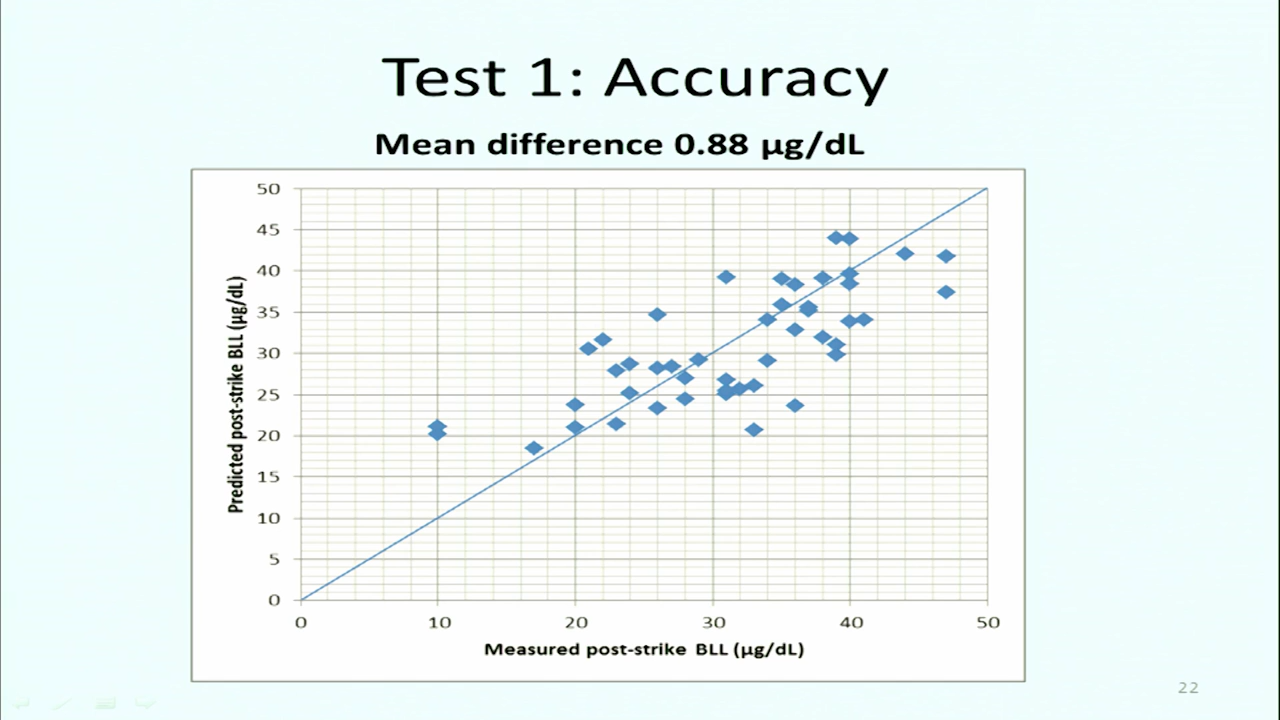 Test 1: Accuracy
Mean difference 0.88 µg/dL
50
45
40
35
30
25
20
15
10
5
0
Predicted post-strike BLL (µg/dL)
0 10 20 30 40 50
Measured post-strike BLL (µg/dL)
22